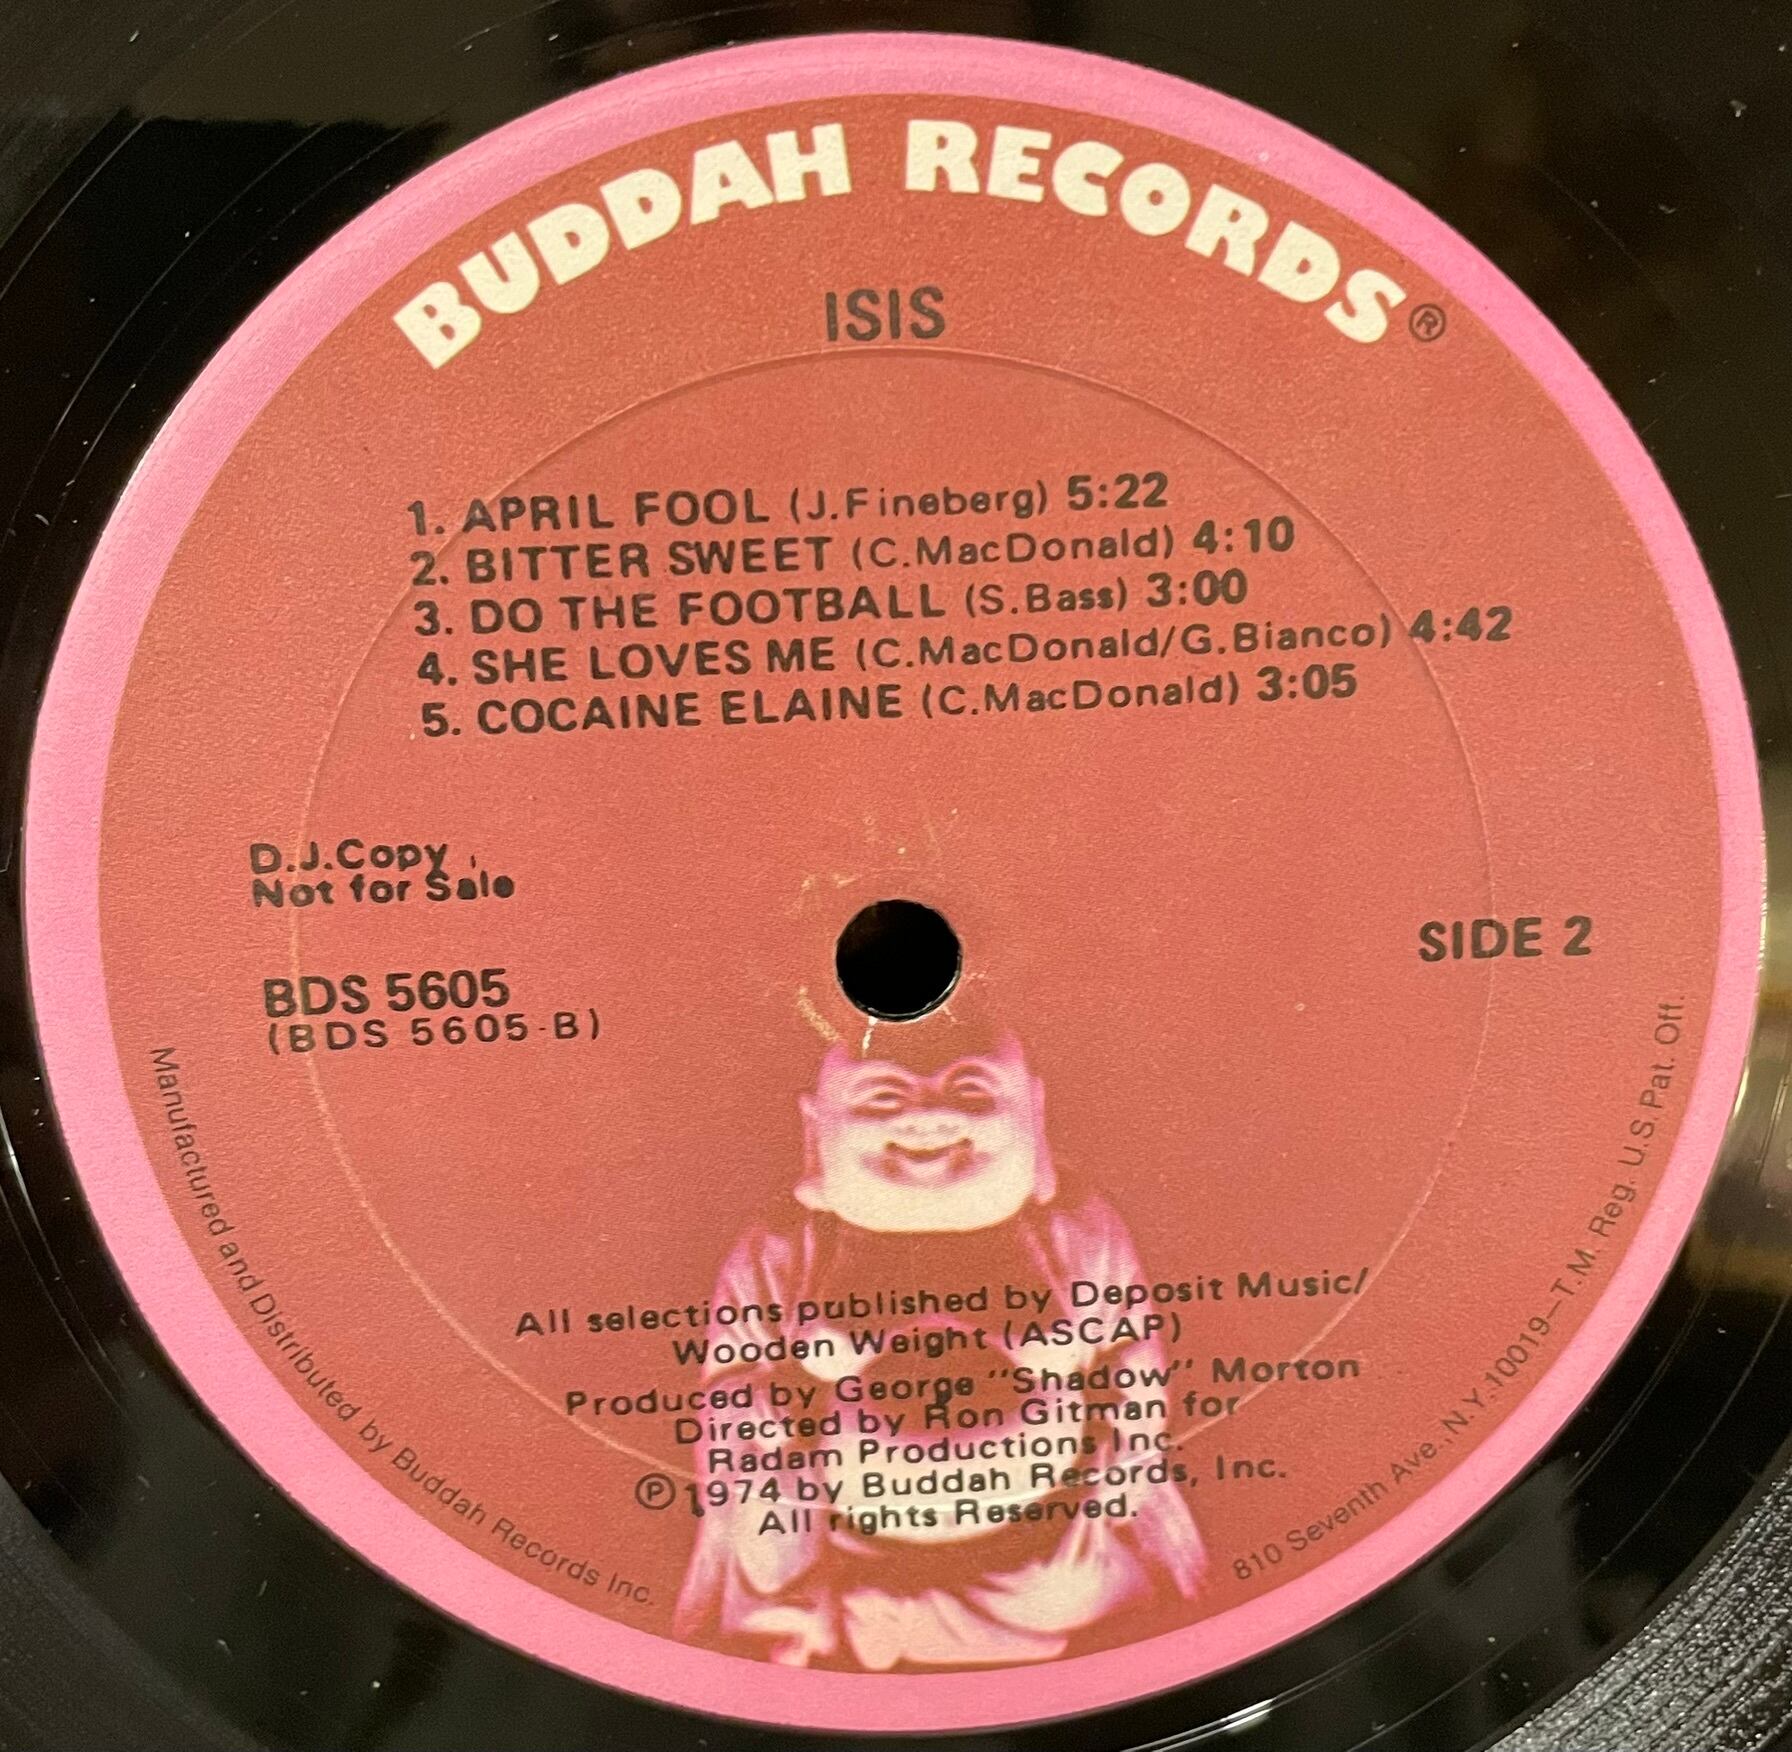 BUDDAH RECORDS®
ISIS
1. APRIL FOOL (J.Fineberg) 5:22
2. BITTER SWEET (C.MacDonald) 4:10
3. DO THE FOOTBALL (S.Bass) 3:00
4. SHE LOVES ME (C.MacDonald/G.Bianco) 4:42
5. COCAINE ELAINE (C.MacDonald) 3:05
D.J.Copy
Not for Sale
SIDE 2
BDS 5605
(BDS 5605-B)
All selections published by Deposit Music/
Wooden Weight (ASCAP)
Produced by George "Shadow" Morton
Directed by Ron Gitman for
Radam Productions Inc.
Ⓟ 1974 by Buddah Records, Inc.
All rights Reserved.
Manufactured and Distributed by Buddah Records Inc. 810 Seventh Ave., N.Y. 10019—T.M. Reg. U.S. Pat. Off.